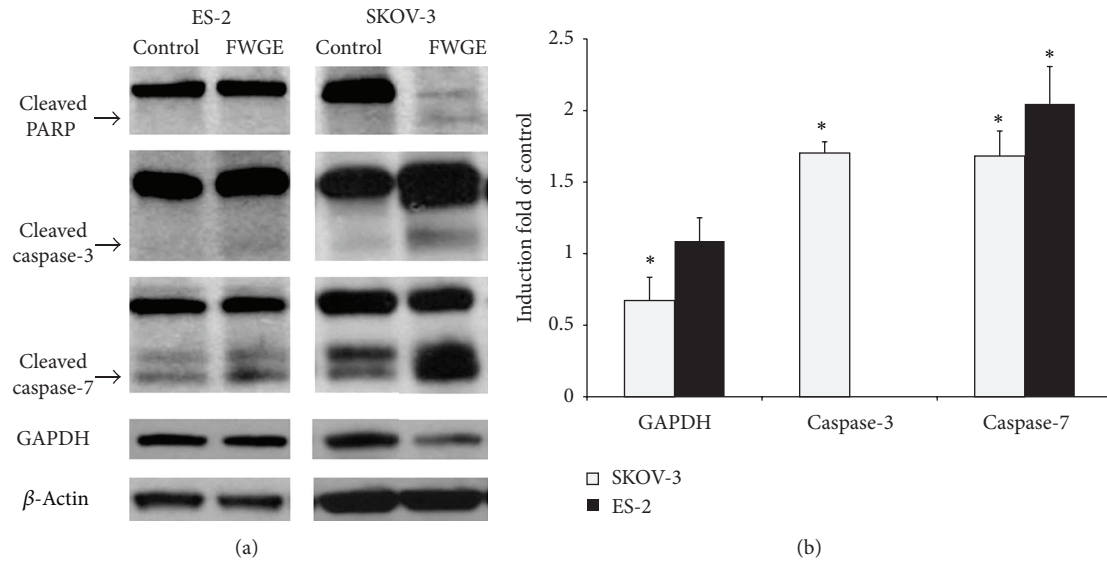 ES-2
SKOV-3
Control FWGE
Control FWGE
Cleaved
PARP
Cleaved
caspase-3
Cleaved
caspase-7
GAPDH
β-Actin
(a)
Induction fold of control
2.5
2
1.5
1
0.5
0
*
*
*
*
GAPDH
Caspase-3
Caspase-7
SKOV-3
ES-2
(b)